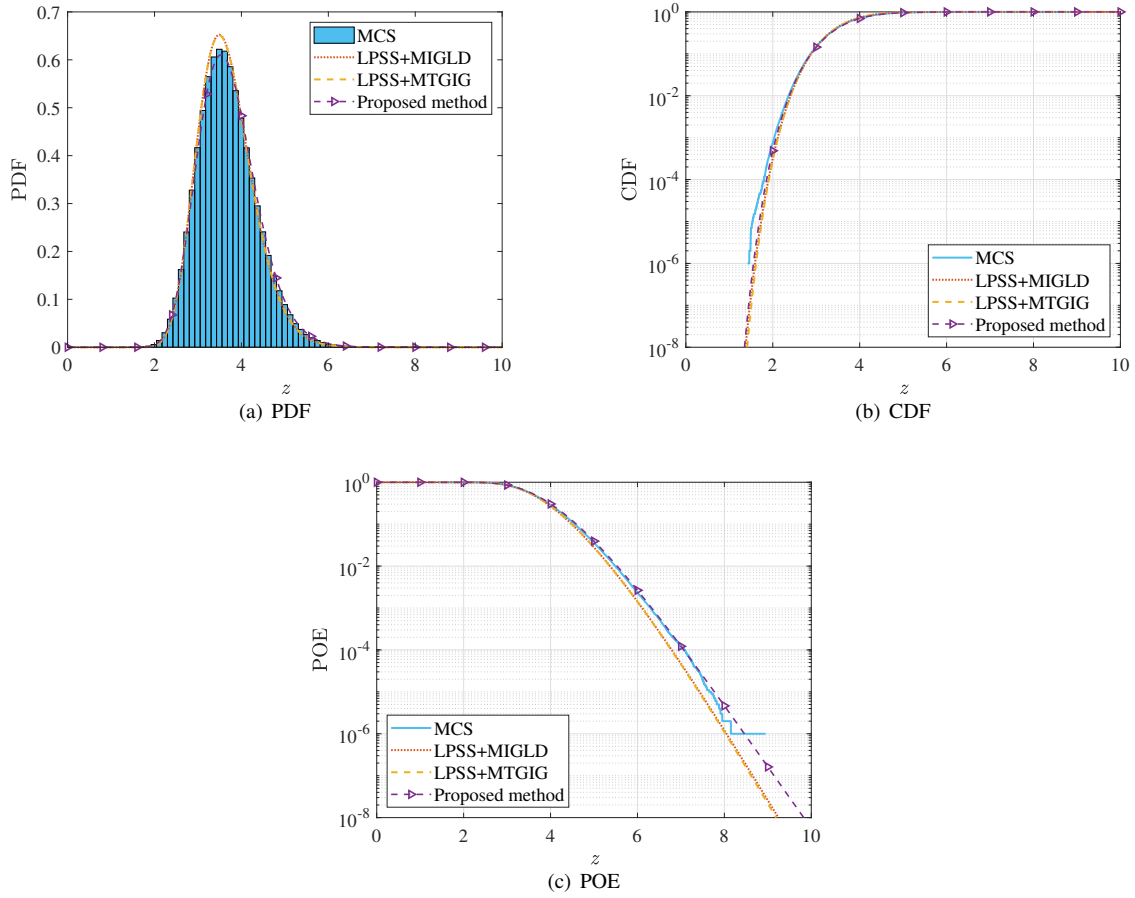 0.7
0.6
0.5
0.4
0.3
0.2
0.1
0
PDF
0 2 4 6 8 10
z
MCS
LPSS+MIGLD
LPSS+MTGIG
Proposed method
(a) PDF
10^0
10^-2
10^-4
10^-6
10^-8
CDF
0 2 4 6 8 10
z
MCS
LPSS+MIGLD
LPSS+MTGIG
Proposed method
(b) CDF
10^0
10^-2
10^-4
10^-6
10^-8
POE
0 2 4 6 8 10
z
MCS
LPSS+MIGLD
LPSS+MTGIG
Proposed method
(c) POE